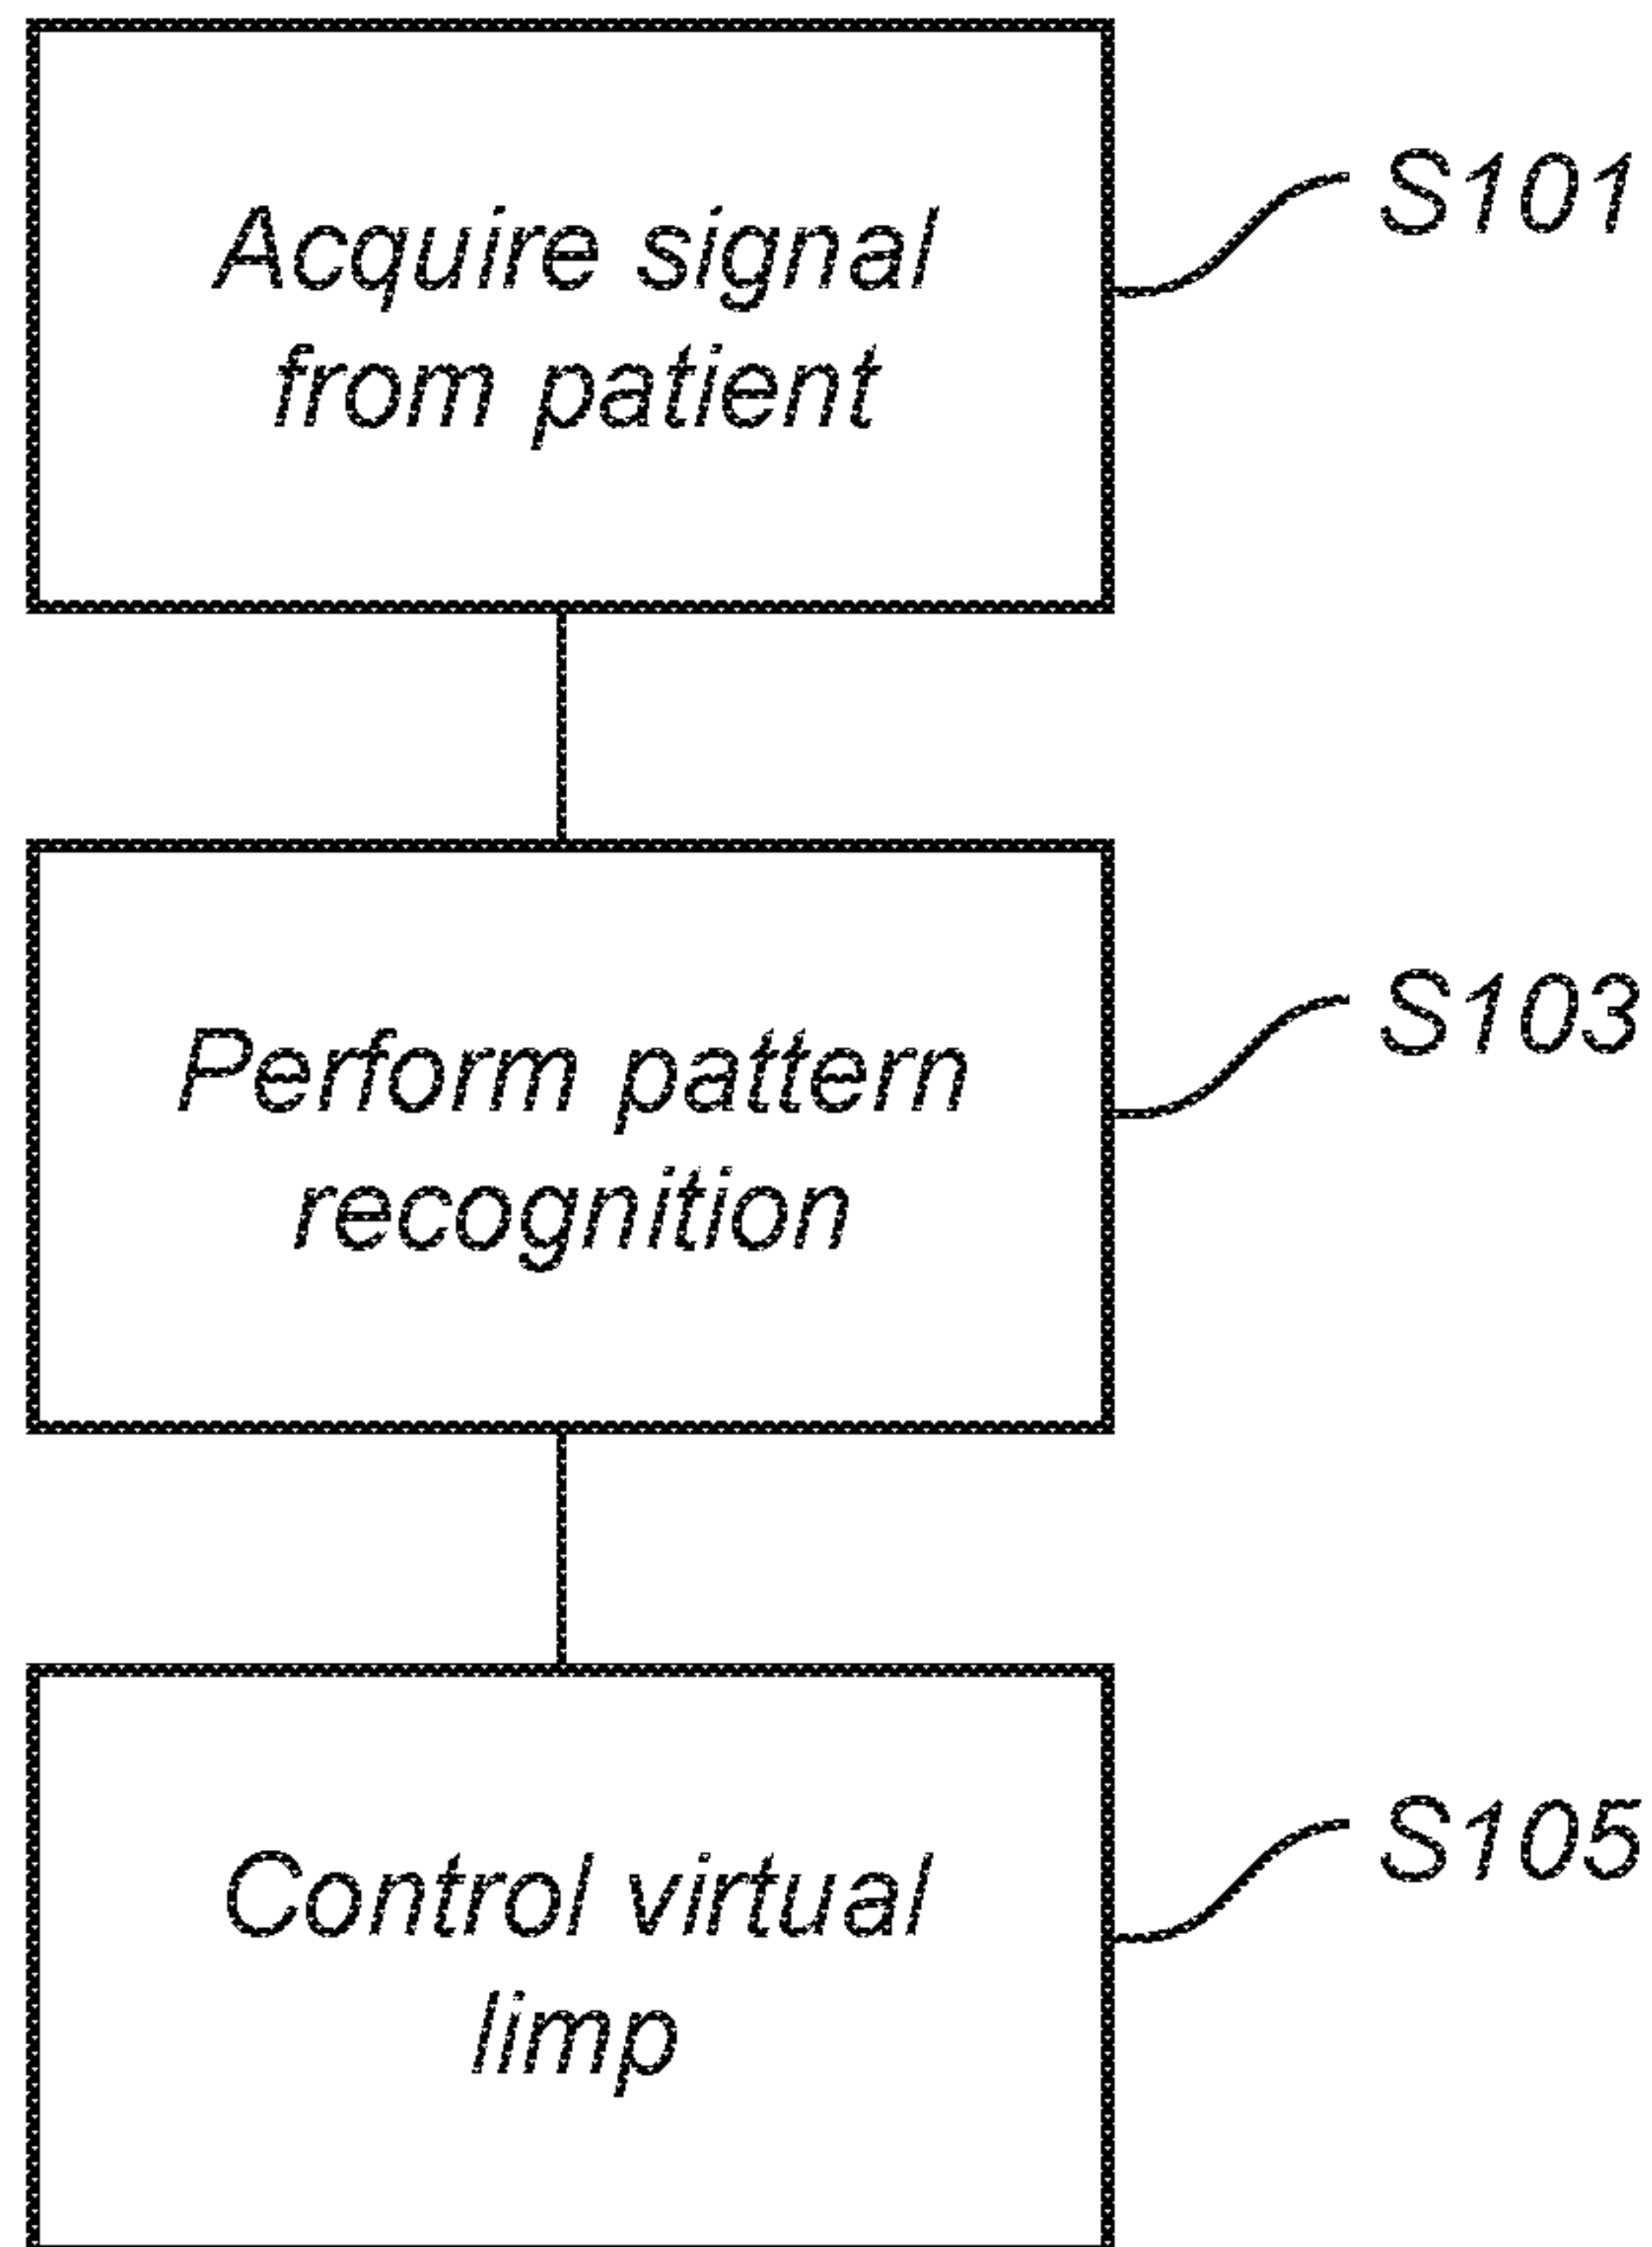 Acquire signal
from patient
S101
Perform pattern
recognition
S103
Control virtual
limp
S105